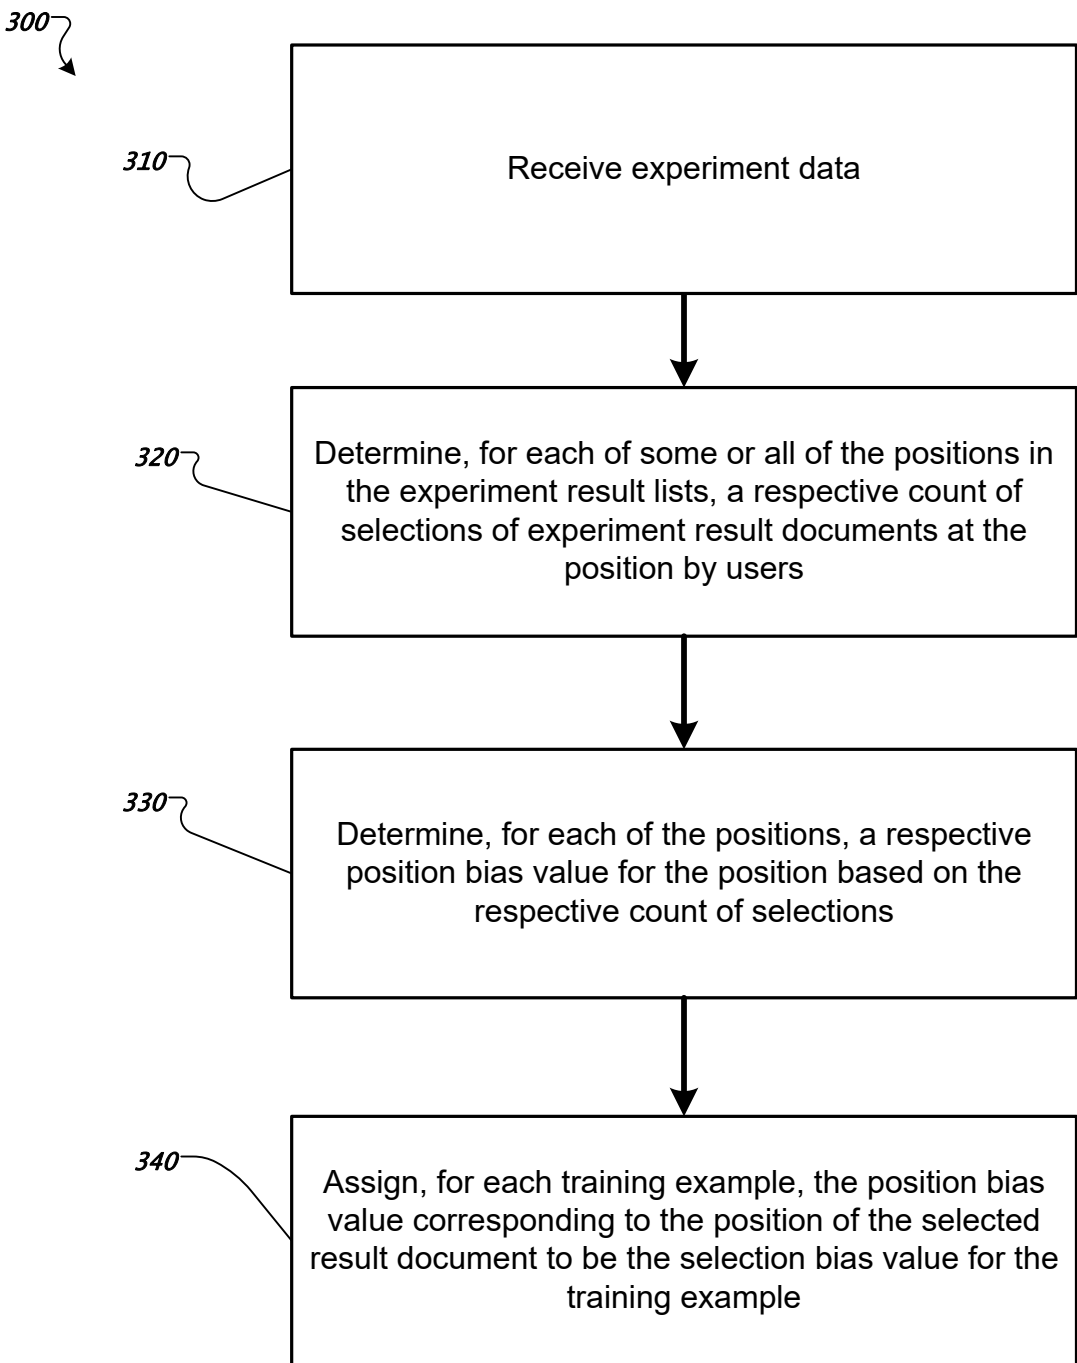 300
310
Receive experiment data
320
Determine, for each of some or all of the positions in
the experiment result lists, a respective count of
selections of experiment result documents at the
position by users
330
Determine, for each of the positions, a respective
position bias value for the position based on the
respective count of selections
340
Assign, for each training example, the position bias
value corresponding to the position of the selected
result document to be the selection bias value for the
training example